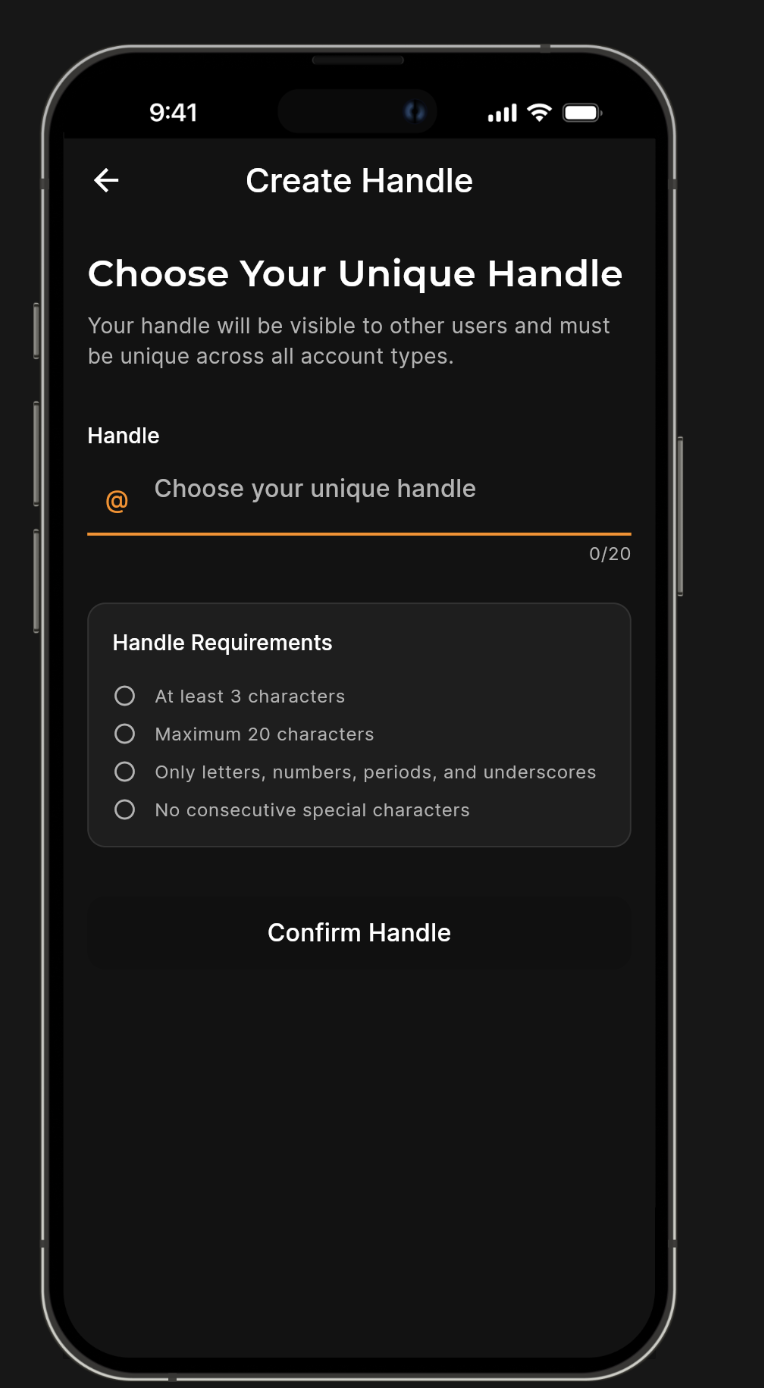 9:41
Create Handle
Choose Your Unique Handle
Your handle will be visible to other users and must
be unique across all account types.
Handle
@ Choose your unique handle
0/20
Handle Requirements
At least 3 characters
Maximum 20 characters
Only letters, numbers, periods, and underscores
No consecutive special characters
Confirm Handle